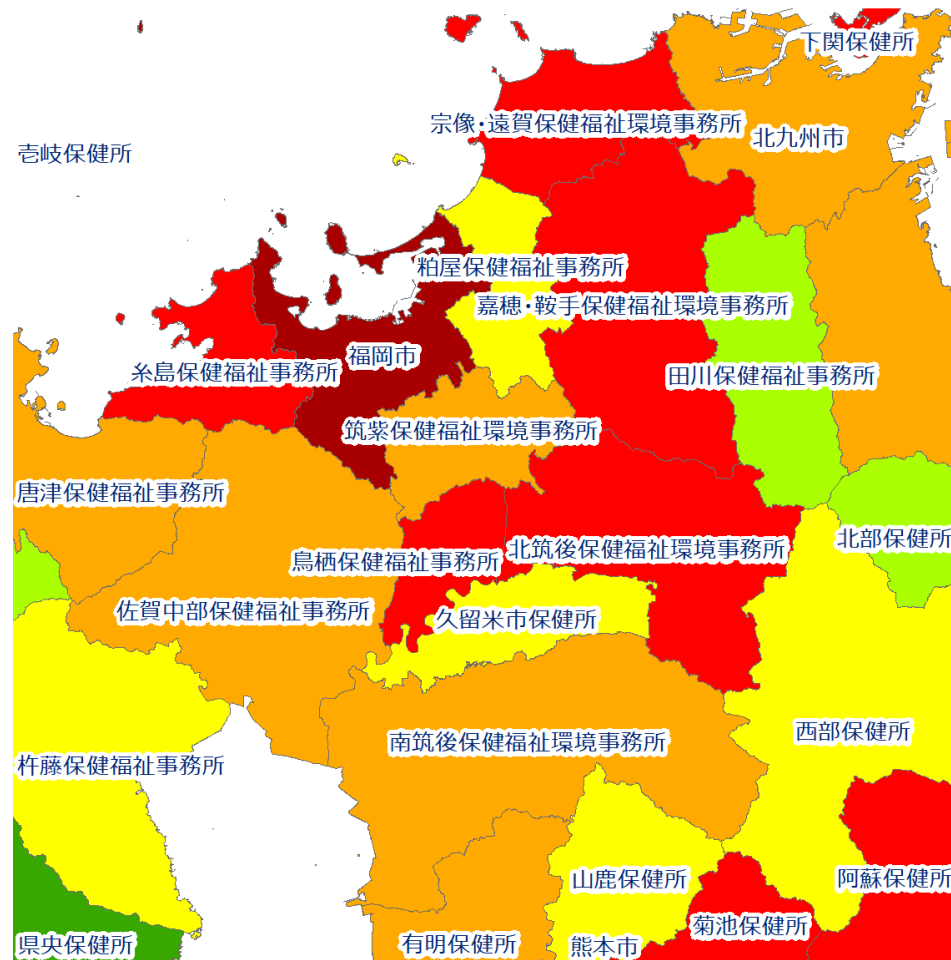 下関保健所
宗像・遠賀保健福祉環境事務所
北九州市
壱岐保健所
粕屋保健福祉事務所
嘉穂・鞍手保健福祉環境事務所
福岡市
糸島保健福祉事務所
田川保健福祉事務所
筑紫保健福祉環境事務所
唐津保健福祉事務所
北部保健所
鳥栖保健福祉事務所
北筑後保健福祉環境事務所
佐賀中部保健福祉事務所
久留米市保健所
西部保健所
南筑後保健福祉環境事務所
杵藤保健福祉事務所
山鹿保健所
阿蘇保健所
菊池保健所
県央保健所
有明保健所
熊本市